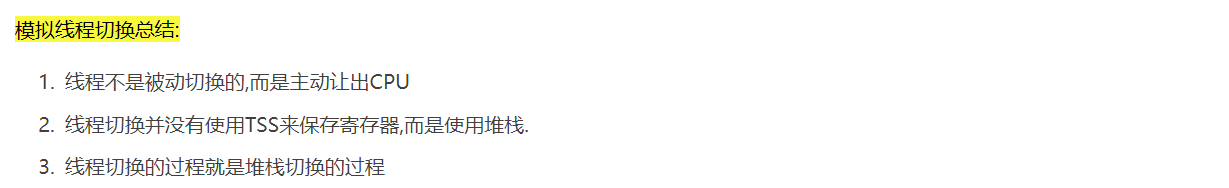 模拟线程切换总结:
1. 线程不是被动切换的,而是主动让出CPU
2. 线程切换并没有使用TSS来保存寄存器,而是使用堆栈.
3. 线程切换的过程就是堆栈切换的过程